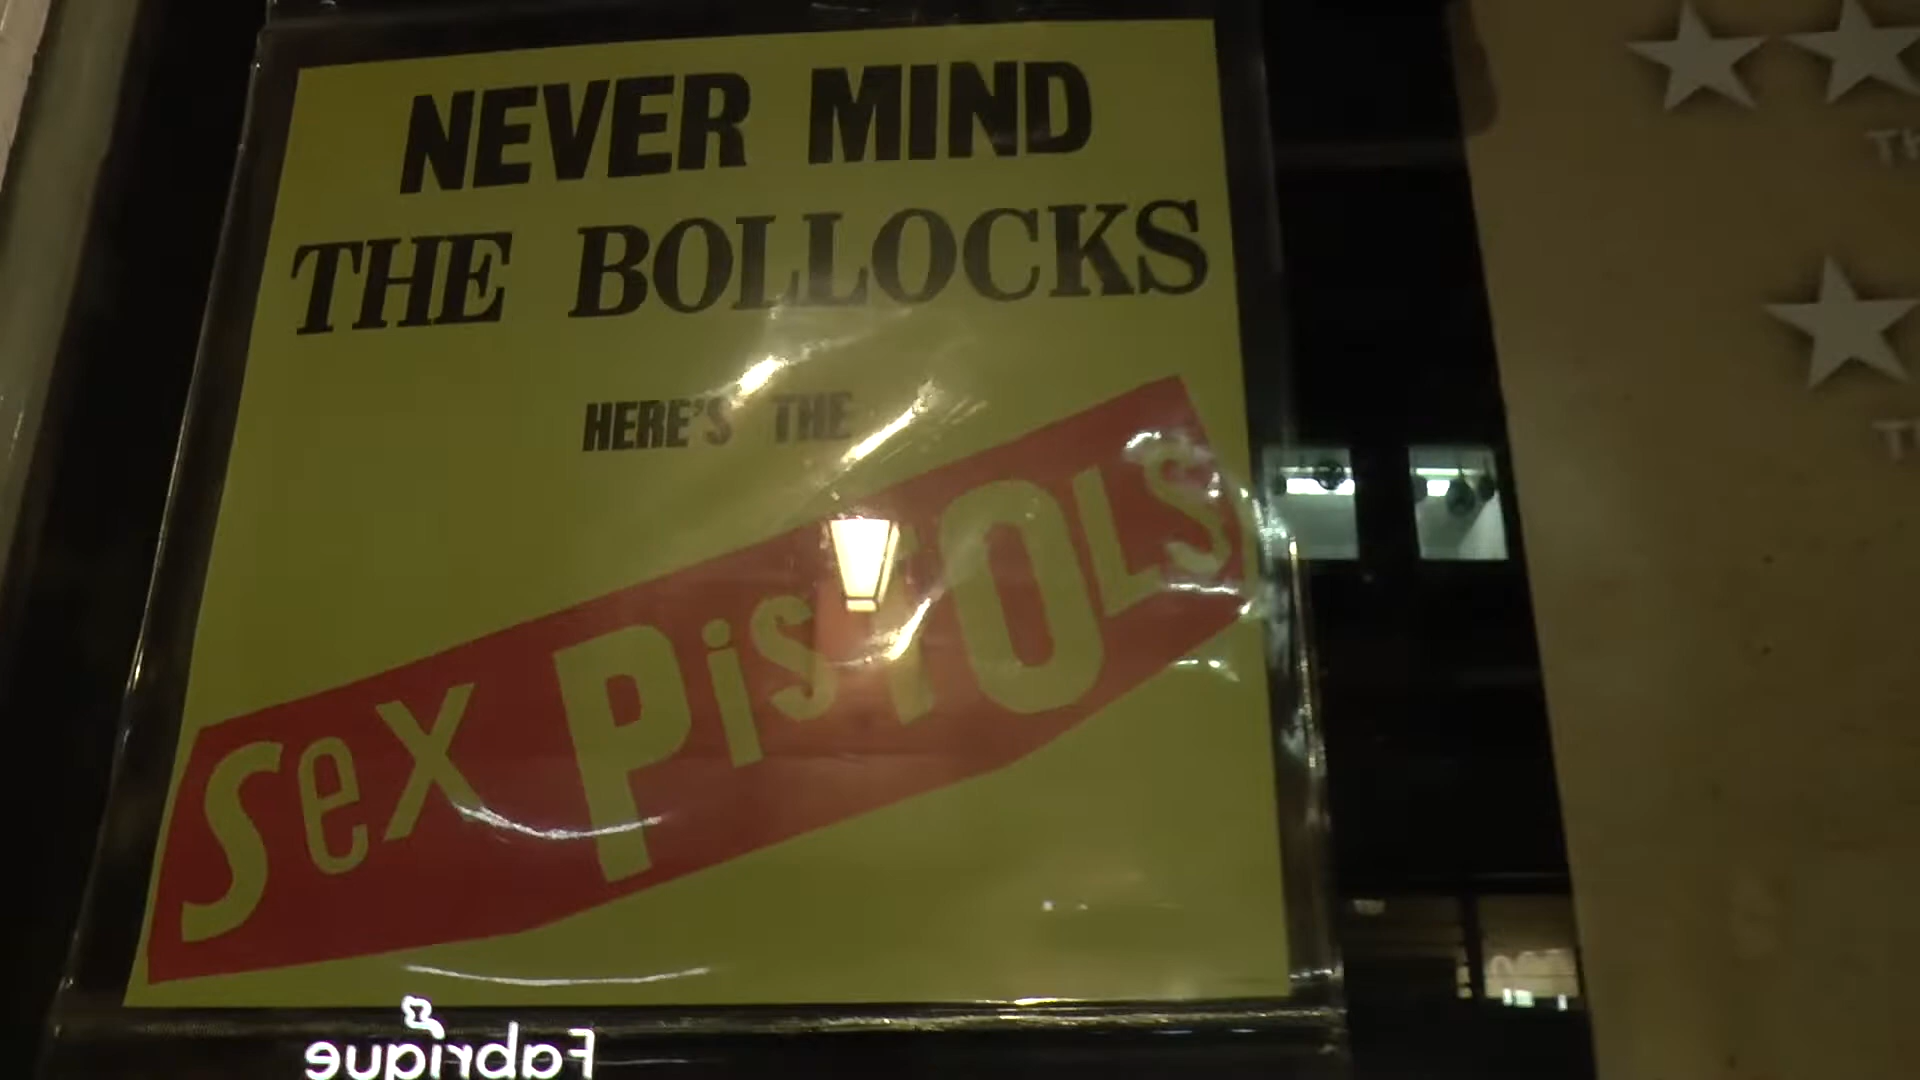 NEVER MIND
THE BOLLOCKS
HERE'S THE
Sex PiSTOLS
Fabrique